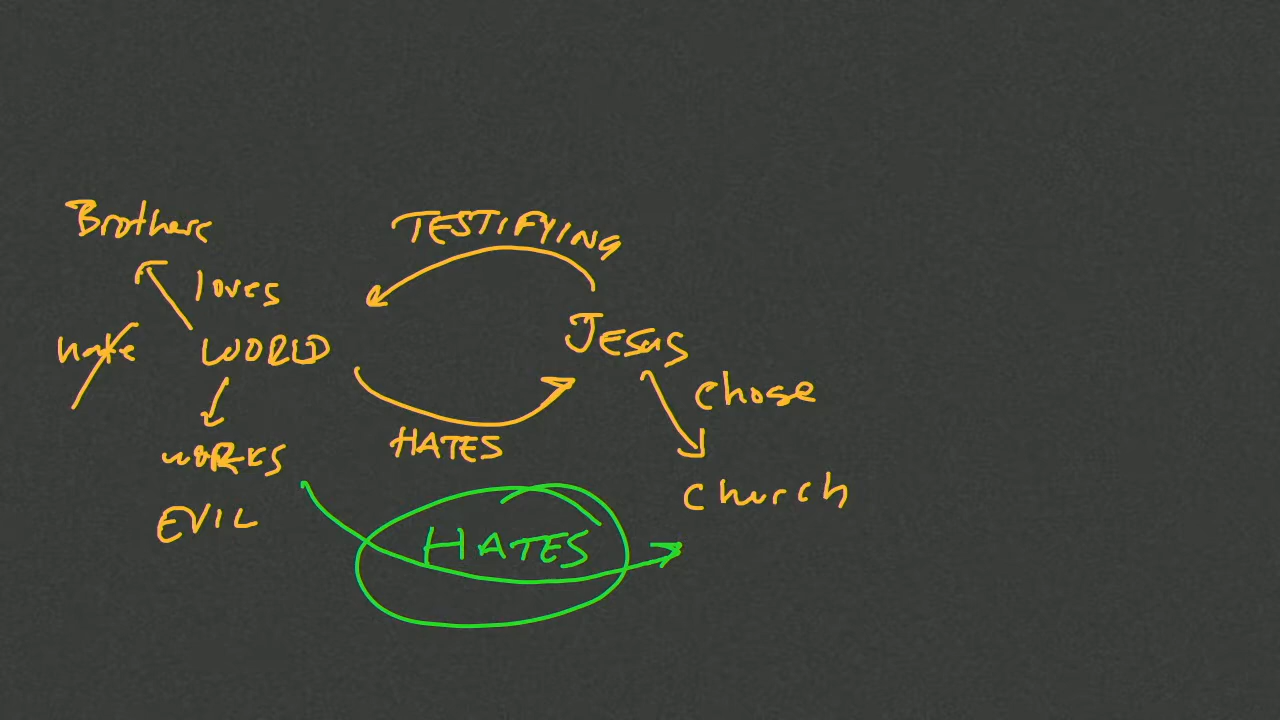 Brothers
TESTIFYING
loves
hate
WORLD
JESUS
chose
HATES
WORKS
church
EVIL
HATES